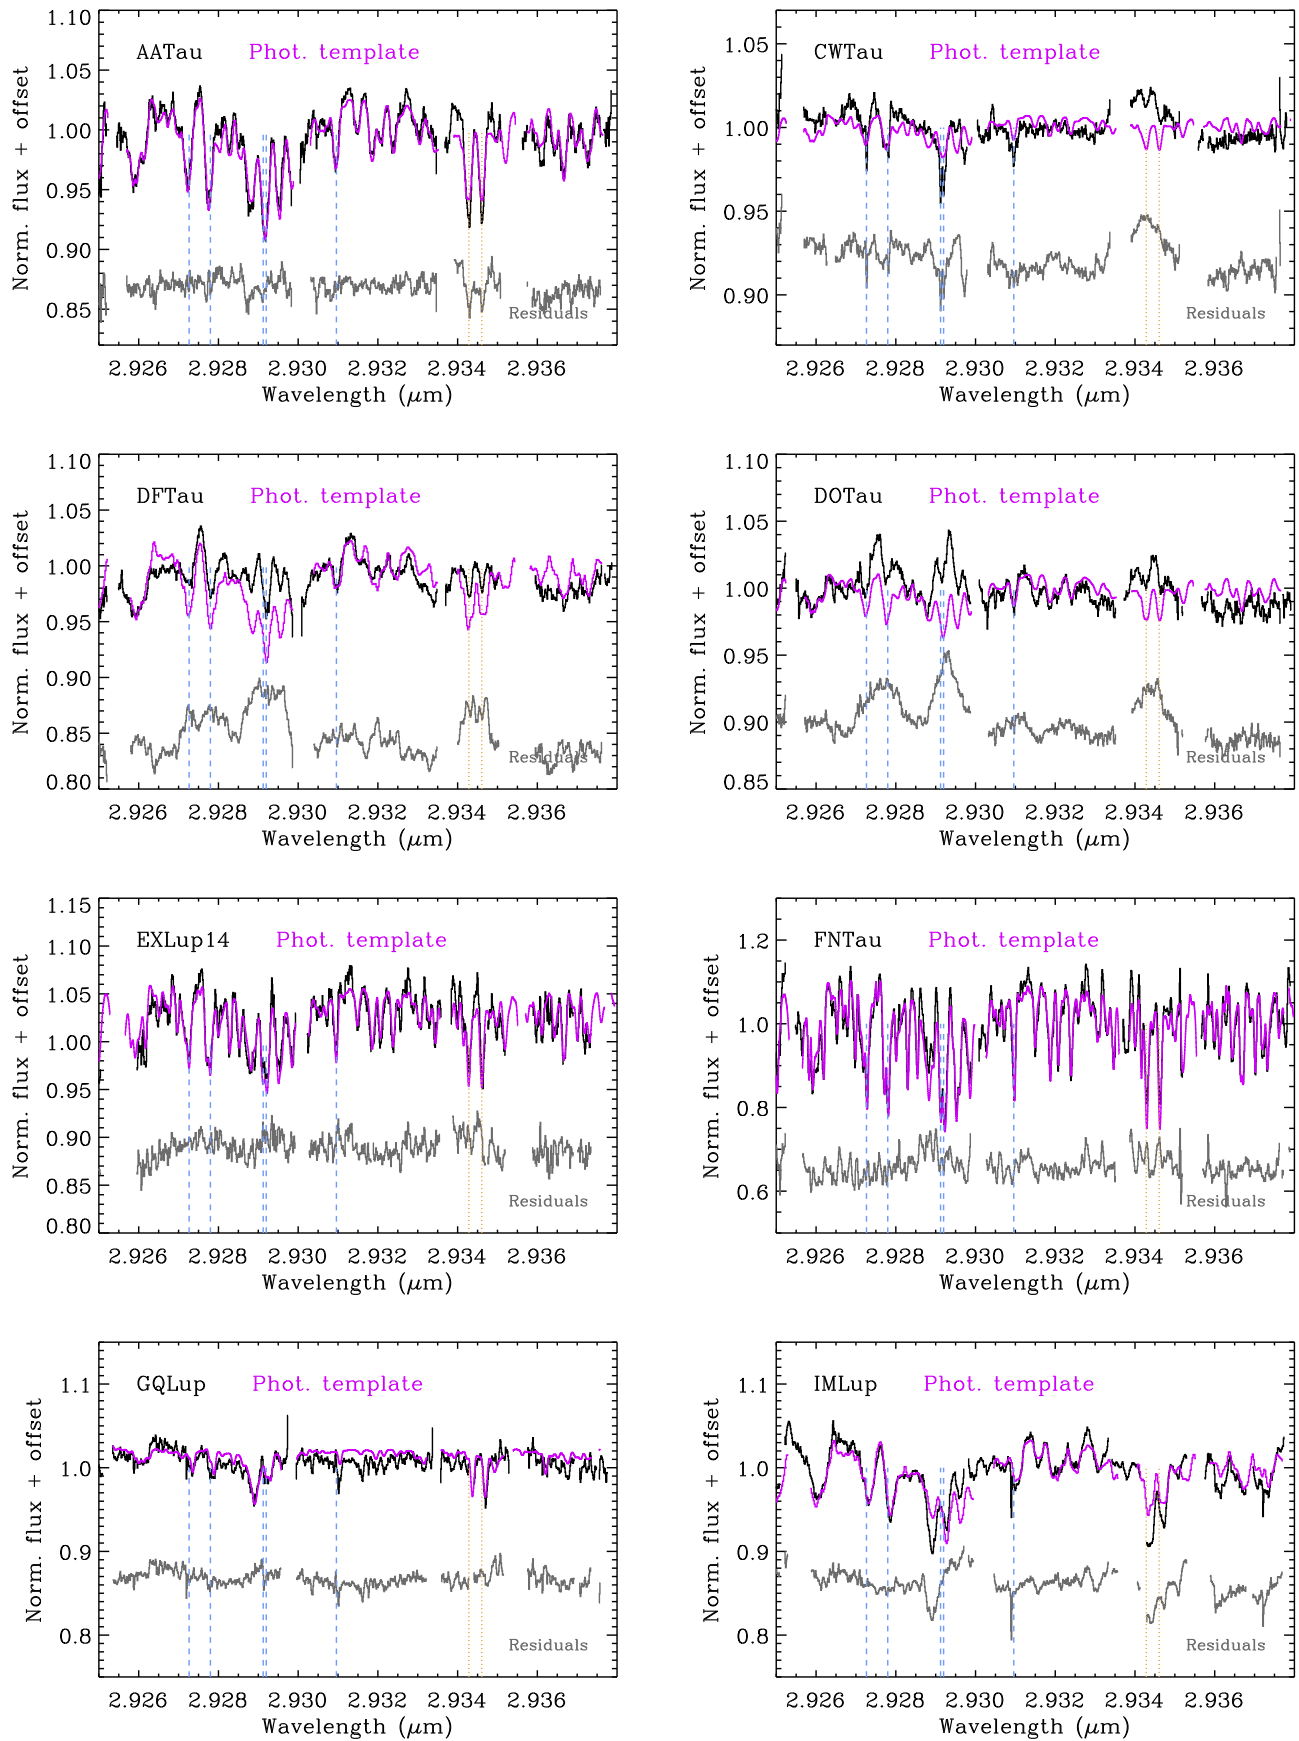 AATau Phot. template
1.10
1.05
1.00
0.95
0.90
0.85
Norm. flux + offset
Residuals
2.926 2.928 2.930 2.932 2.934 2.936
Wavelength (μm)
CWTau Phot. template
1.05
1.00
0.95
0.90
Norm. flux + offset
Residuals
2.926 2.928 2.930 2.932 2.934 2.936
Wavelength (μm)
DFTau Phot. template
1.10
1.05
1.00
0.95
0.90
0.85
0.80
Norm. flux + offset
Residuals
2.926 2.928 2.930 2.932 2.934 2.936
Wavelength (μm)
DOTau Phot. template
1.10
1.05
1.00
0.95
0.90
0.85
Norm. flux + offset
Residuals
2.926 2.928 2.930 2.932 2.934 2.936
Wavelength (μm)
EXLup14 Phot. template
1.15
1.10
1.05
1.00
0.95
0.90
0.85
0.80
Norm. flux + offset
Residuals
2.926 2.928 2.930 2.932 2.934 2.936
Wavelength (μm)
FNTau Phot. template
1.2
1.0
0.8
0.6
Norm. flux + offset
Residuals
2.926 2.928 2.930 2.932 2.934 2.936
Wavelength (μm)
GQLup Phot. template
1.1
1.0
0.9
0.8
Norm. flux + offset
Residuals
2.926 2.928 2.930 2.932 2.934 2.936
Wavelength (μm)
IMLup Phot. template
1.1
1.0
0.9
0.8
Norm. flux + offset
Residuals
2.926 2.928 2.930 2.932 2.934 2.936
Wavelength (μm)